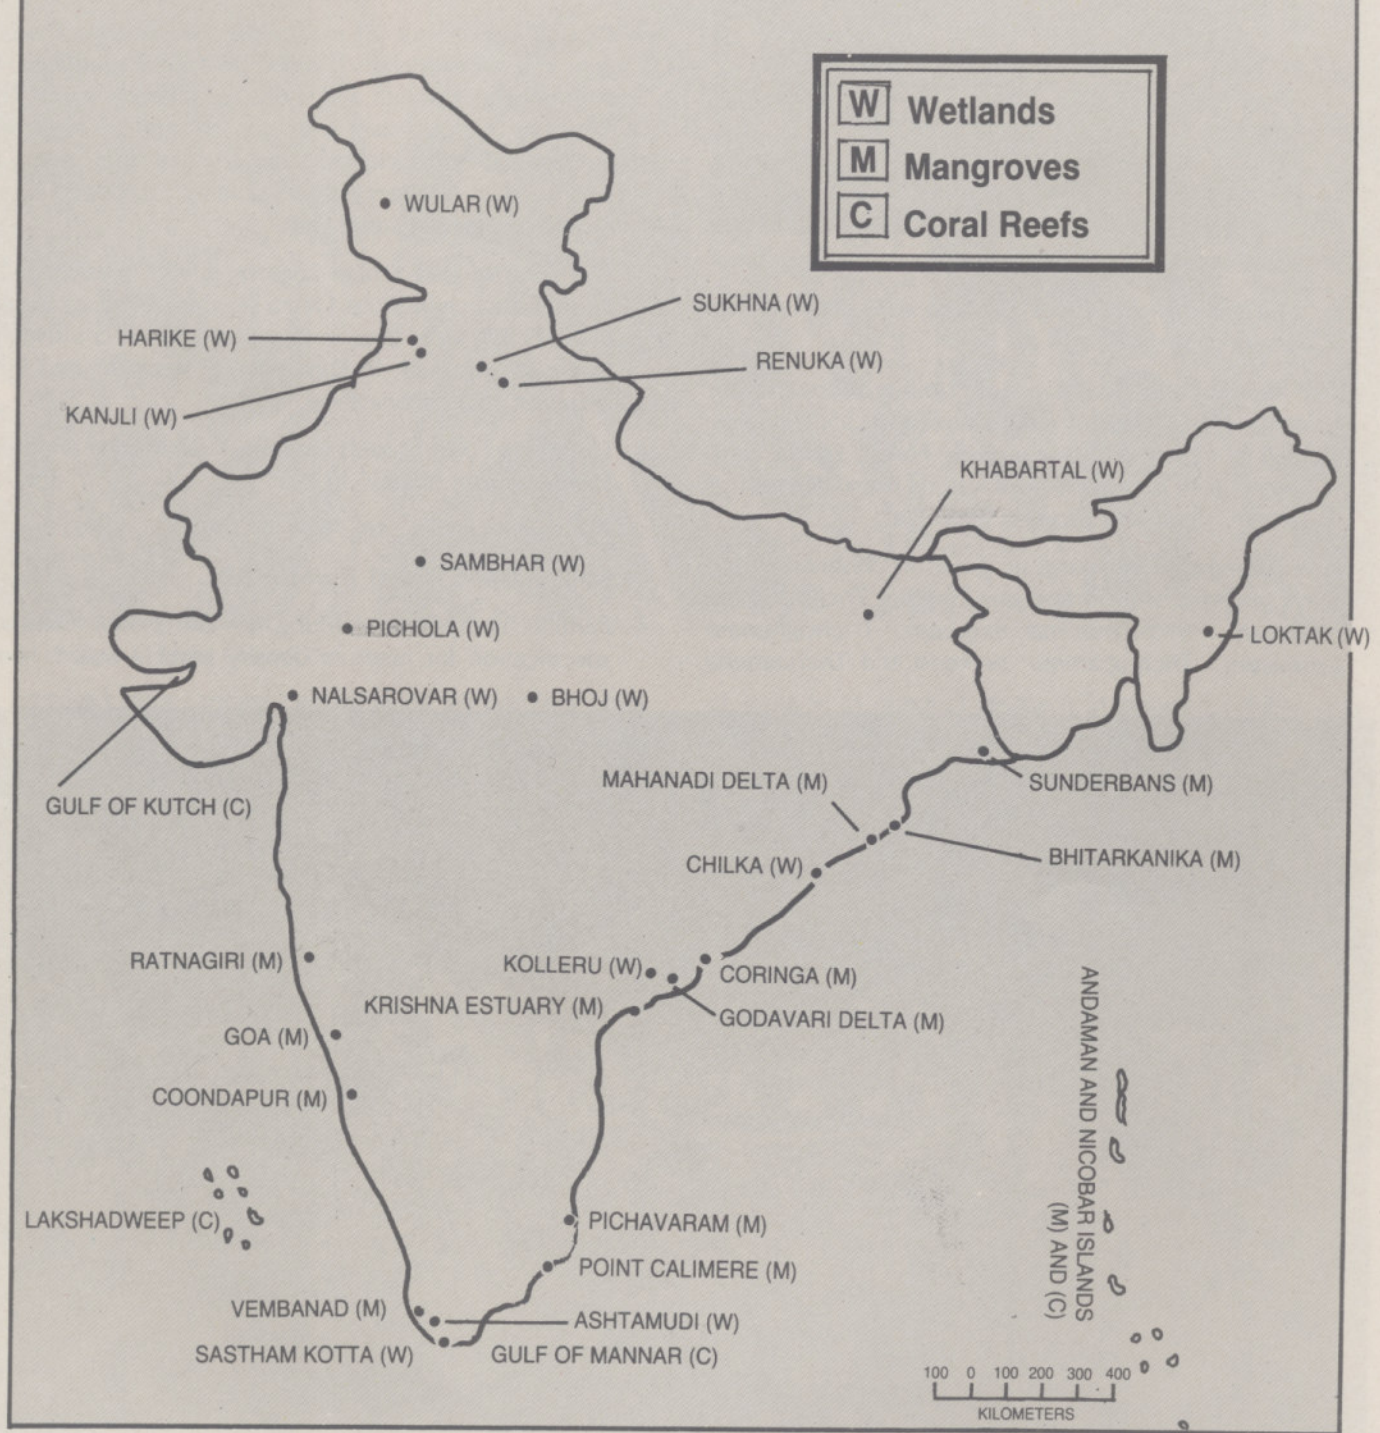 W Wetlands
M Mangroves
C Coral Reefs
WULAR (W)
SUKHNA (W)
HARIKE (W)
RENUKA (W)
KANJLI (W)
KHABARTAL (W)
SAMBHAR (W)
PICHOLA (W)
LOKTAK (W)
NALSAROVAR (W)
BHOJ (W)
MAHANADI DELTA (M)
SUNDERBANS (M)
GULF OF KUTCH (C)
BHITARKANIKA (M)
CHILKA (W)
RATNAGIRI (M)
KOLLERU (W)
CORINGA (M)
KRISHNA ESTUARY (M)
GODAVARI DELTA (M)
GOA (M)
COONDAPUR (M)
ANDAMAN AND NICOBAR ISLANDS
(M) AND (C)
LAKSHADWEEP (C)
PICHAVARAM (M)
POINT CALIMERE (M)
VEMBANAD (M)
ASHTAMUDI (W)
SASTHAM KOTTA (W)
GULF OF MANNAR (C)
100 0 100 200 300 400
KILOMETERS